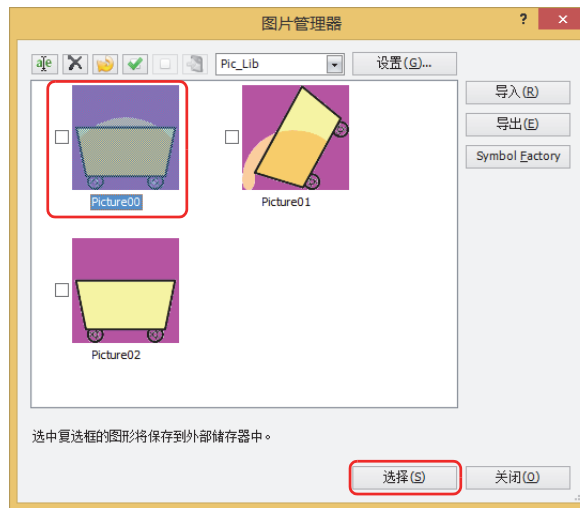 图片管理器
?
×
aĮe
Pic_Lib
设置(G)...
导入(R)
导出(E)
Symbol Factory
Picture00
Picture01
Picture02
选中复选框的图形将保存到外部储存器中。
选择(S)
关闭(O)